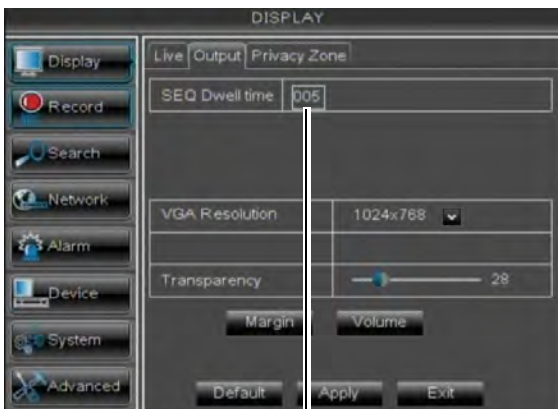 DISPLAY
Display
Record
Search
Network
Alarm
Device
System
Advanced
Live Output Privacy Zone
SEQ Dwell time 005
VGA Resolution 1024x768
Transparency 28
Margin Volume
Default Apply Exit